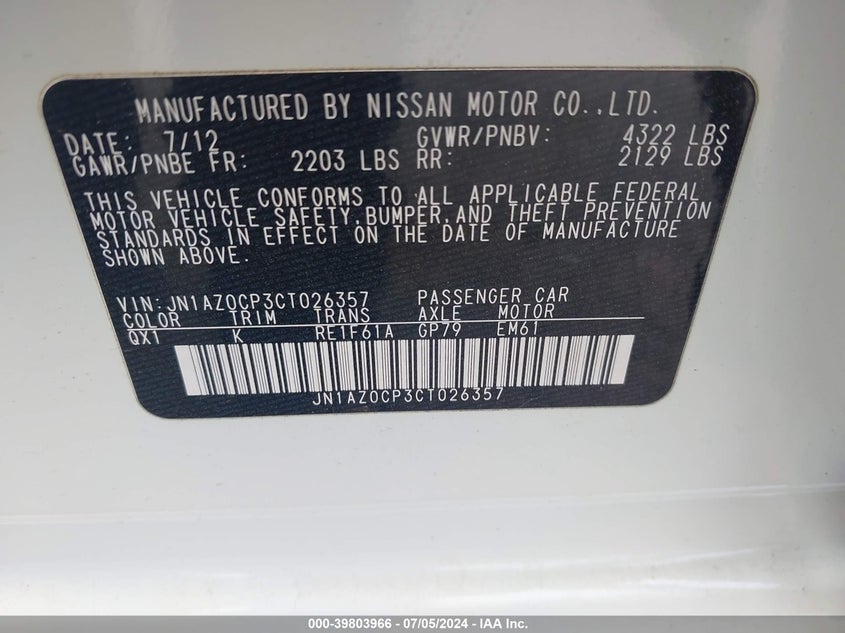 MANUFACTURED BY NISSAN MOTOR CO.,LTD.
DATE: 7/12 GVWR/PNBV: 4322 LBS
GAWR/PNBE FR: 2203 LBS RR: 2129 LBS
THIS VEHICLE CONFORMS TO ALL APPLICABLE FEDERAL
MOTOR VEHICLE SAFETY,BUMPER,AND THEFT PREVENTION
STANDARDS IN EFFECT ON THE DATE OF MANUFACTURE
SHOWN ABOVE.
VIN:JN1AZ0CP3CT026357 PASSENGER CAR
COLOR TRIM TRANS AXLE MOTOR
QX1 K RE1F61A GP79 EM61
JN1AZ0CP3CT026357
000-39803966 - 07/05/2024 - IAA Inc.